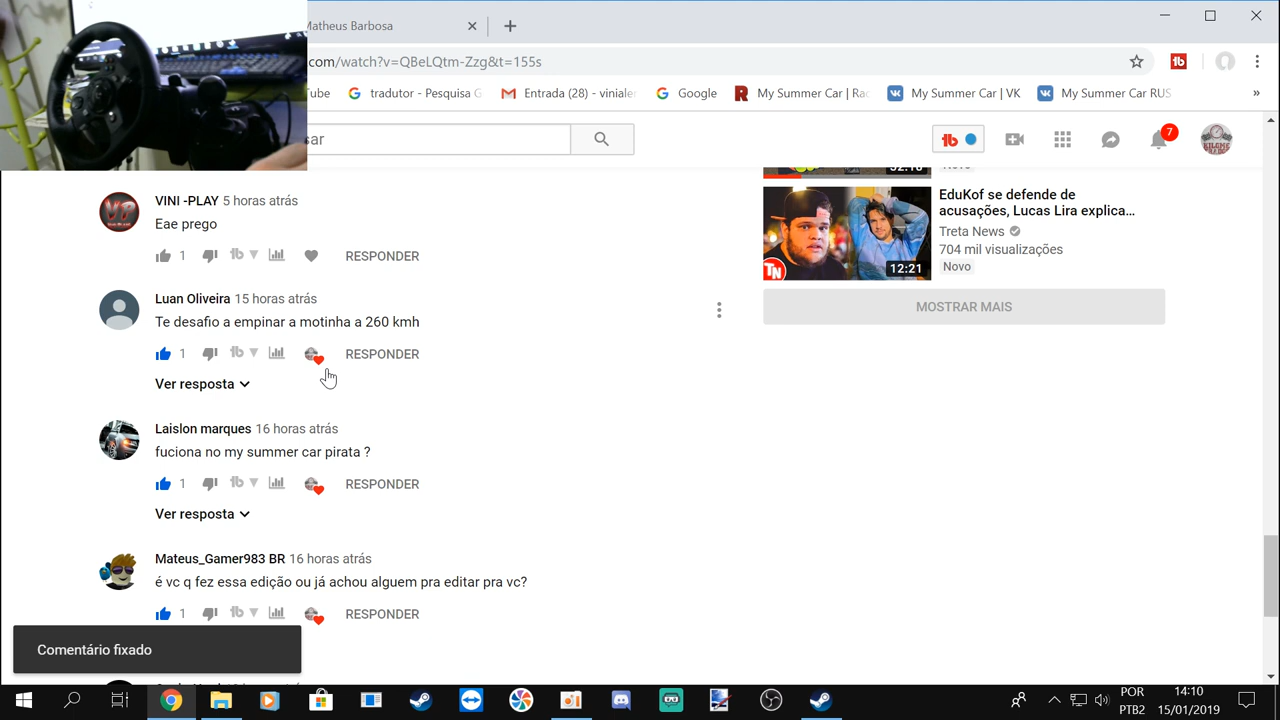 Matheus Barbosa
com/watch?v=QBeLQtm-Zzg&t=155s
ube
tradutor - Pesquisa G
Entrada (28) - vinialer
Google
My Summer Car | Rac
My Summer Car | VK
My Summer Car RUS
»
sar
7
VINI -PLAY 5 horas atrás
Eae prego
1 RESPONDER
Luan Oliveira 15 horas atrás
Te desafio a empinar a motinha a 260 kmh
1 RESPONDER
Ver resposta
Laislon marques 16 horas atrás
fuciona no my summer car pirata ?
1 RESPONDER
Ver resposta
Mateus_Gamer983 BR 16 horas atrás
é vc q fez essa edição ou já achou alguem pra editar pra vc?
1 RESPONDER
Comentário fixado
EduKof se defende de
acusações, Lucas Lira explica...
Treta News
704 mil visualizações
Novo
12:21
TN
MOSTRAR MAIS
POR
PTB2
14:10
15/01/2019